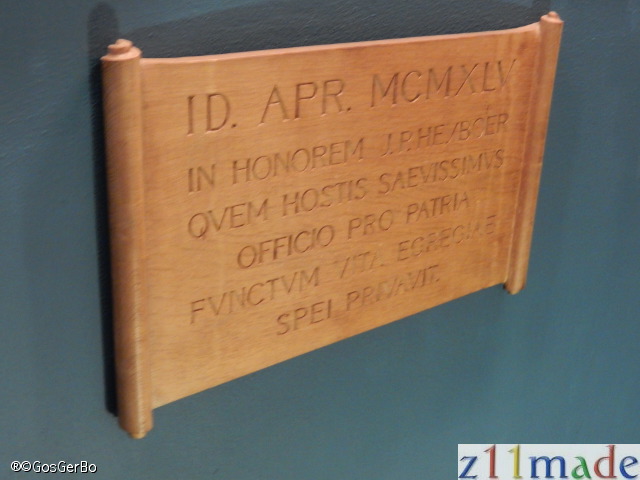 ID. APR. MCMXLV
IN HONOREM J.P. HEYBOER
QVEM HOSTIS SAEVISSIMVS
OFFICIO PRO PATRIA
FVNCTVM VITA EGREGIAE
SPEI PRIVAVIT.
®©GosGerBo
z11made